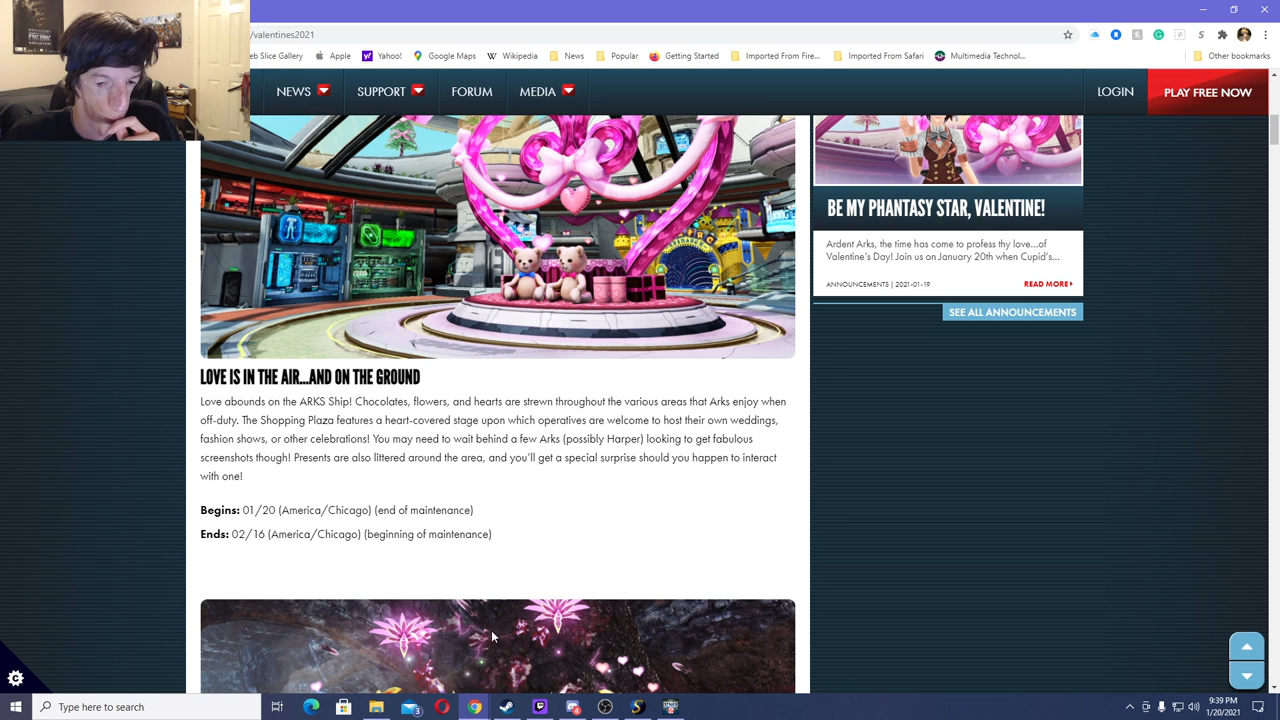 /valentines2021
eb Slice Gallery
Apple
Yahoo!
Google Maps
Wikipedia
News
Popular
Getting Started
Imported From Fire...
Imported From Safari
Multimedia Technol...
Other bookmarks
NEWS
SUPPORT
FORUM
MEDIA
LOGIN
PLAY FREE NOW
BE MY PHANTASY STAR, VALENTINE!
Ardent Arks, the time has come to profess thy love...of
Valentine's Day! Join us on January 20th when Cupid's...
ANNOUNCEMENTS | 2021-01-19
READ MORE
SEE ALL ANNOUNCEMENTS
LOVE IS IN THE AIR...AND ON THE GROUND
Love abounds on the ARKS Ship! Chocolates, flowers, and hearts are strewn throughout the various areas that Arks enjoy when
off-duty. The Shopping Plaza features a heart-covered stage upon which operatives are welcome to host their own weddings,
fashion shows, or other celebrations! You may need to wait behind a few Arks (possibly Harper) looking to get fabulous
screenshots though! Presents are also littered around the area, and you'll get a special surprise should you happen to interact
with one!
Begins: 01/20 (America/Chicago) (end of maintenance)
Ends: 02/16 (America/Chicago) (beginning of maintenance)
Type here to search
9:39 PM
1/20/2021